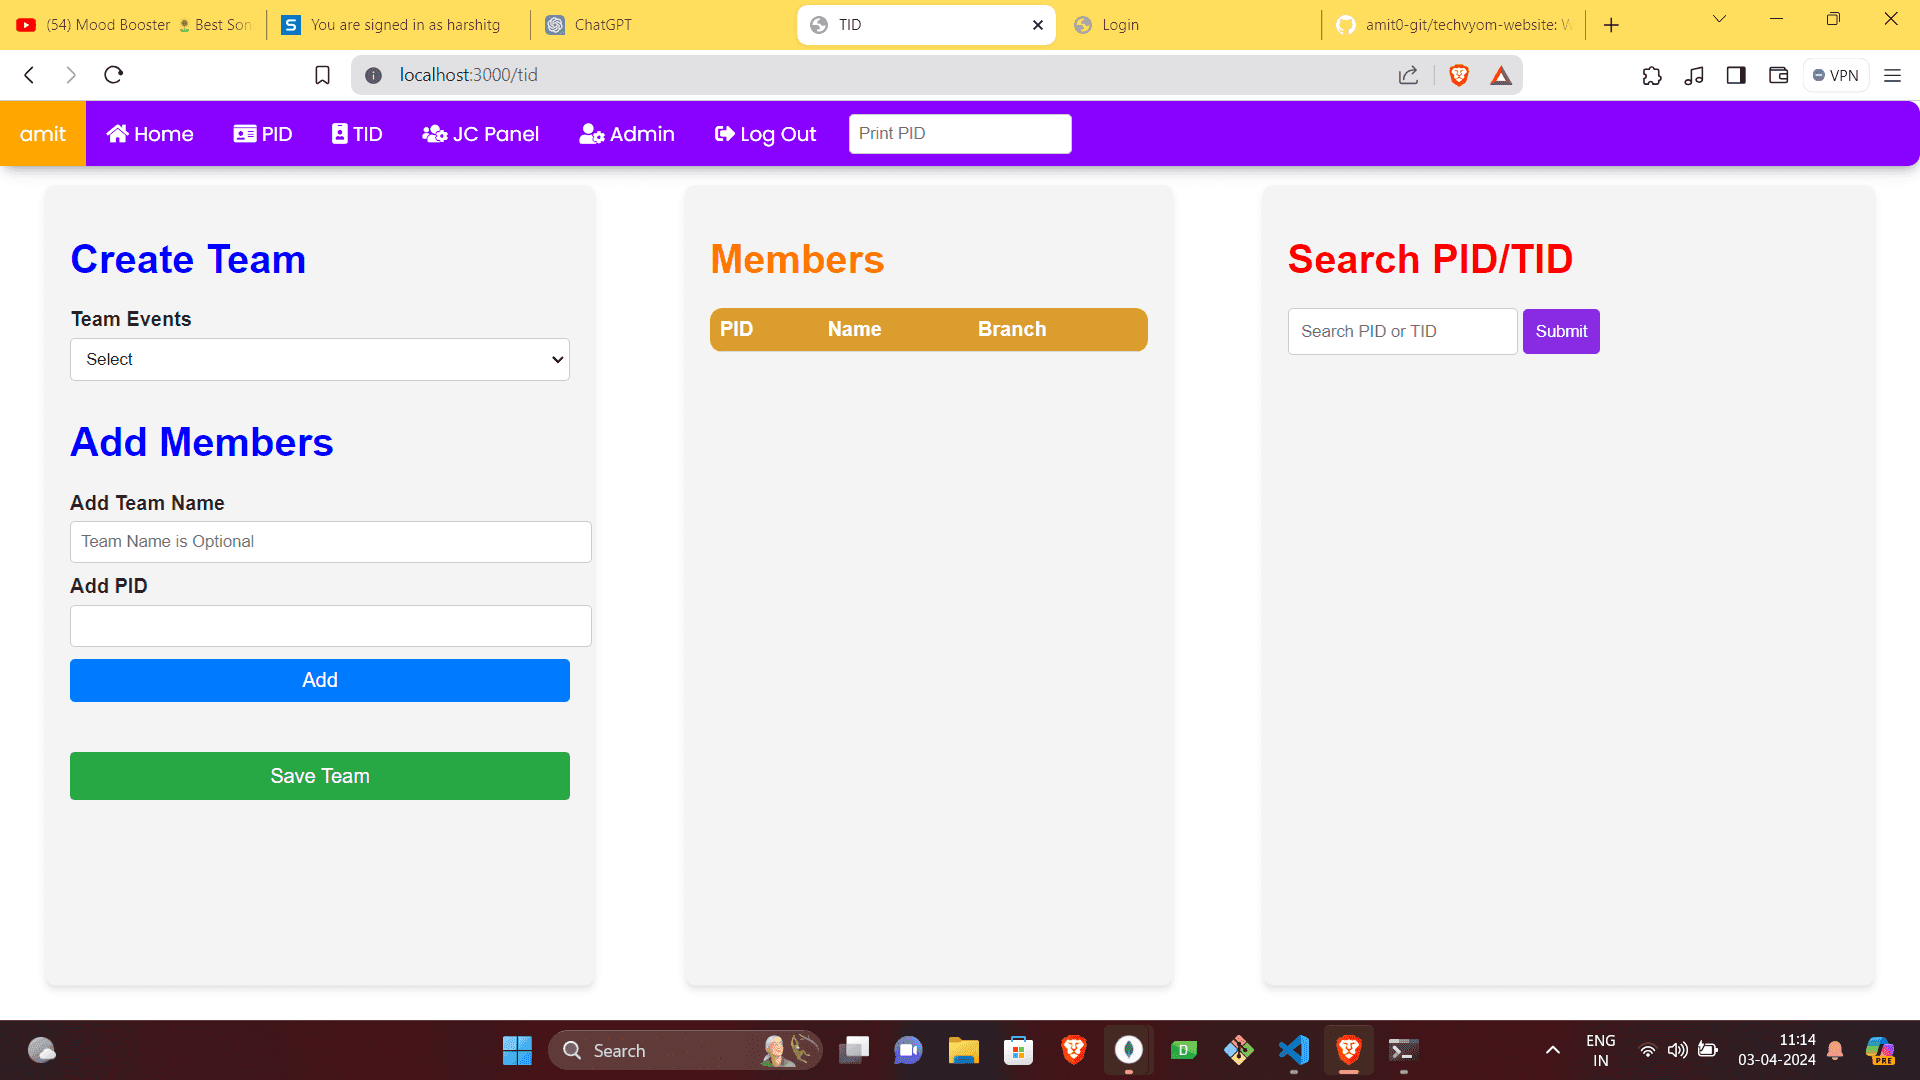 (54) Mood Booster Best Son
You are signed in as harshitg
ChatGPT
TID
Login
amit0-git/techvyom-website: W
localhost:3000/tid
VPN
amit
Home
PID
TID
JC Panel
Admin
Log Out
Print PID
Create Team
Team Events
Select
Add Members
Add Team Name
Team Name is Optional
Add PID
Add
Save Team
Members
PID Name Branch
Search PID/TID
Search PID or TID
Submit
Search
ENG
IN
11:14
03-04-2024
PRE